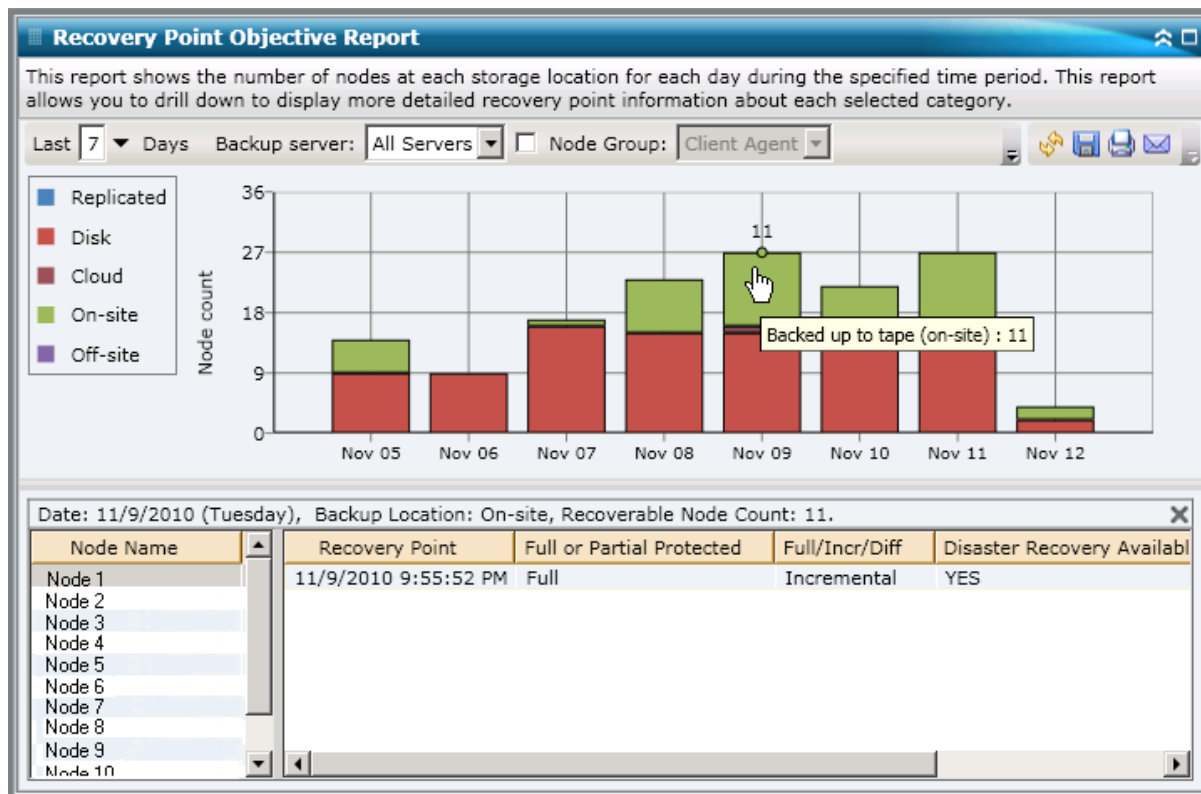 Recovery Point Objective Report
This report shows the number of nodes at each storage location for each day during the specified time period. This report
allows you to drill down to display more detailed recovery point information about each selected category.
Last 7 Days Backup server: All Servers Node Group: Client Agent
Replicated
Disk
Cloud
On-site
Off-site
Node count
36
27
18
9
0
11
Backed up to tape (on-site) : 11
Nov 05 Nov 06 Nov 07 Nov 08 Nov 09 Nov 10 Nov 11 Nov 12
Date: 11/9/2010 (Tuesday), Backup Location: On-site, Recoverable Node Count: 11.
Node Name Recovery Point Full or Partial Protected Full/Incr/Diff Disaster Recovery Availabl
Node 1 11/9/2010 9:55:52 PM Full Incremental YES
Node 2
Node 3
Node 4
Node 5
Node 6
Node 7
Node 8
Node 9
Node 10